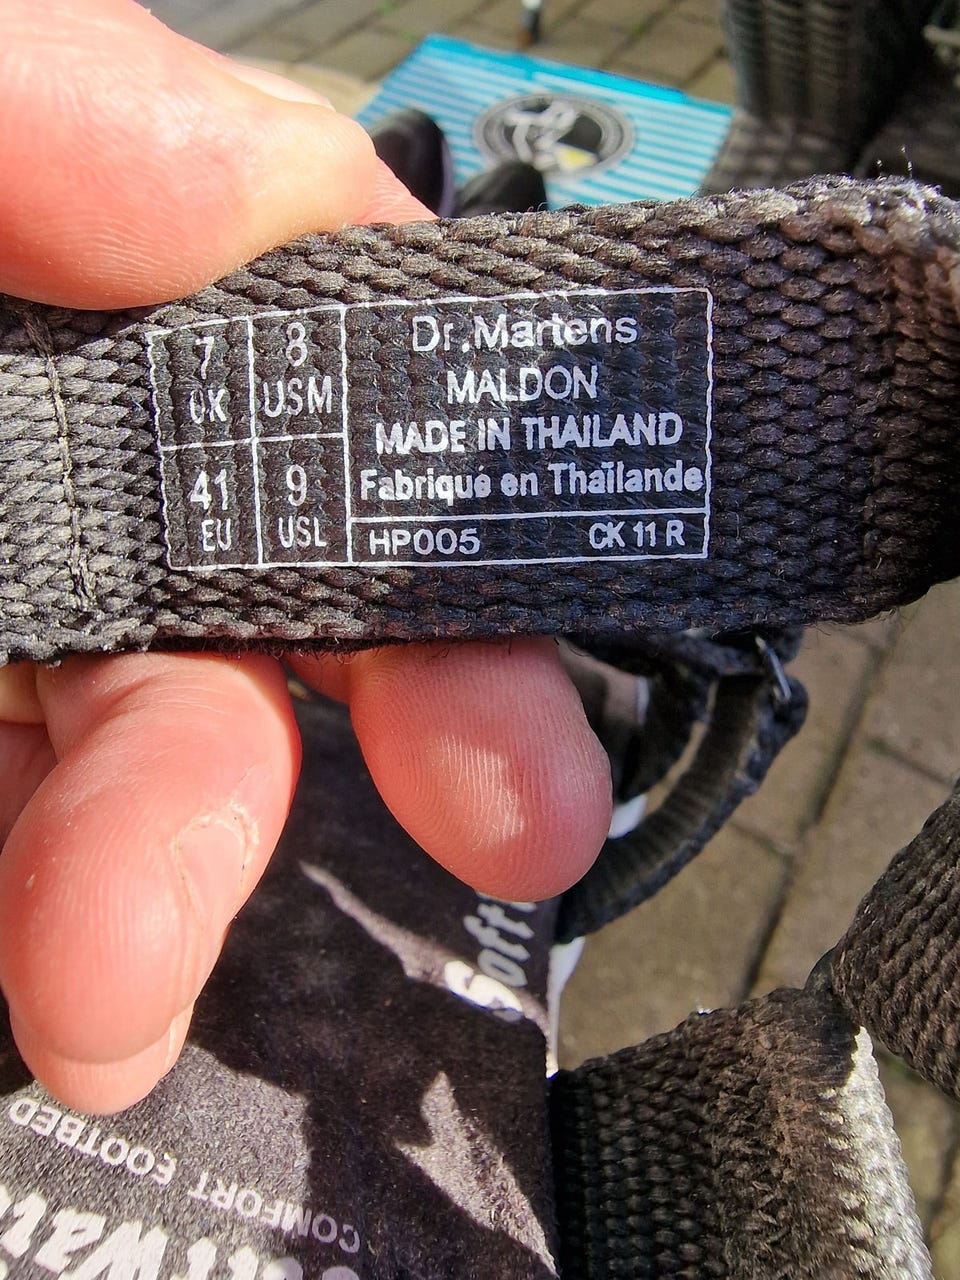 7
UK
8
USM
41
EU
9
USL
Dr.Martens
MALDON
MADE IN THAILAND
Fabriqué en Thaïlande
HP005 CK 11 R
COMFORT FOOTBED